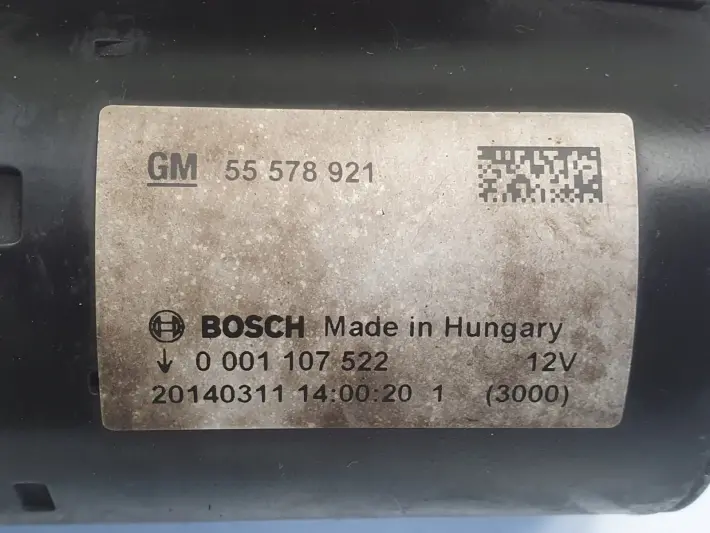 GM 55 578 921
BOSCH Made in Hungary
↓ 0 001 107 522 12V
20140311 14:00:20 1 (3000)